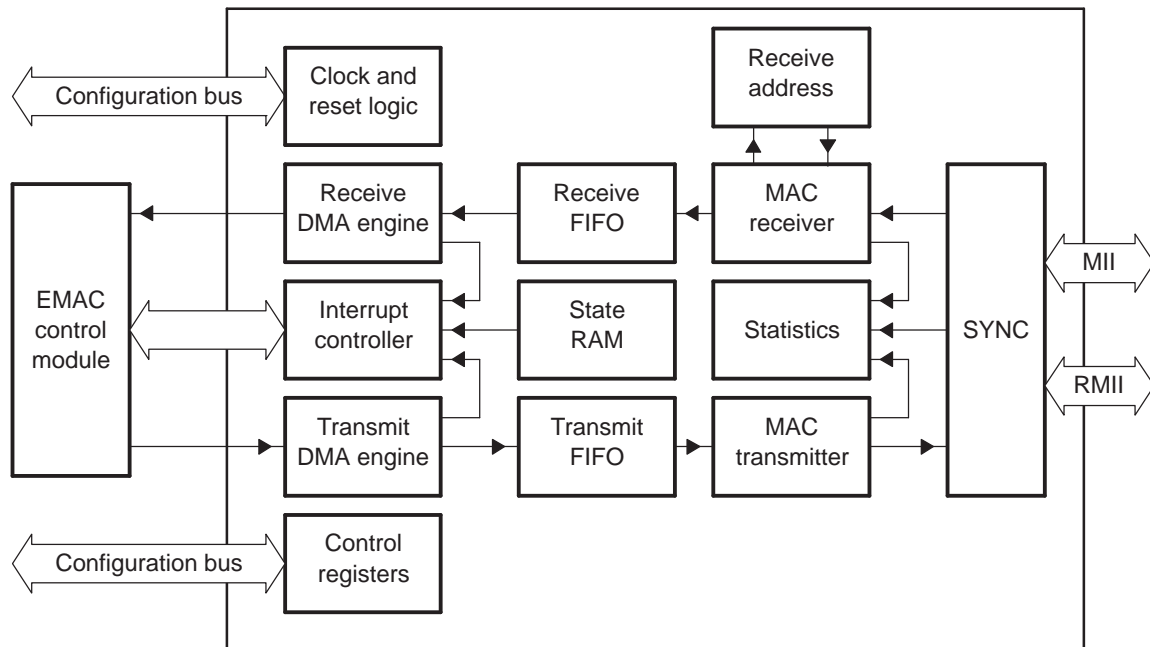 Configuration bus
Clock and
reset logic
Receive
address
EMAC
control
module
Receive
DMA engine
Receive
FIFO
MAC
receiver
Interrupt
controller
State
RAM
Statistics
SYNC
MII
RMII
Transmit
DMA engine
Transmit
FIFO
MAC
transmitter
Configuration bus
Control
registers